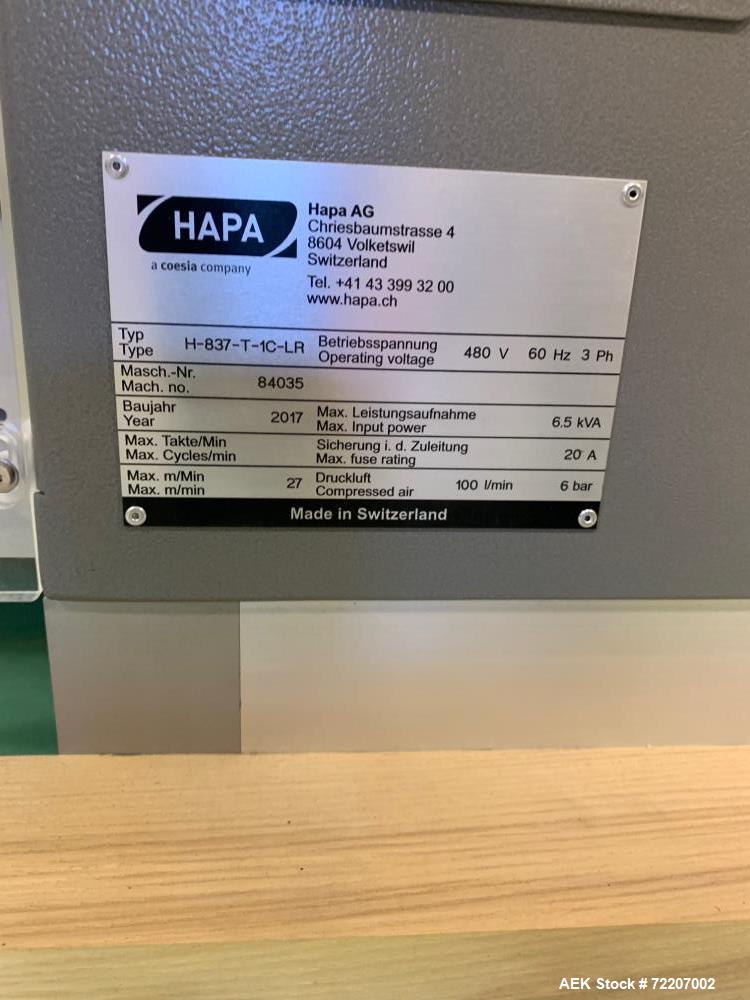 HAPA
a coesia company
Hapa AG
Chriesbaumstrasse 4
8604 Volketswil
Switzerland
Tel. +41 43 399 32 00
www.hapa.ch
Typ
Type H-837-T-1C-LR
Betriebsspannung
Operating voltage 480 V 60 Hz 3 Ph
Masch.-Nr.
Mach. no. 84035
Baujahr
Year 2017
Max. Leistungsaufnahme
Max. Input power 6.5 kVA
Max. Takte/Min
Max. Cycles/min
Sicherung i. d. Zuleitung
Max. fuse rating 20 A
Max. m/Min
Max. m/min 27
Druckluft
Compressed air 100 l/min 6 bar
Made in Switzerland
AEK Stock # 72207002